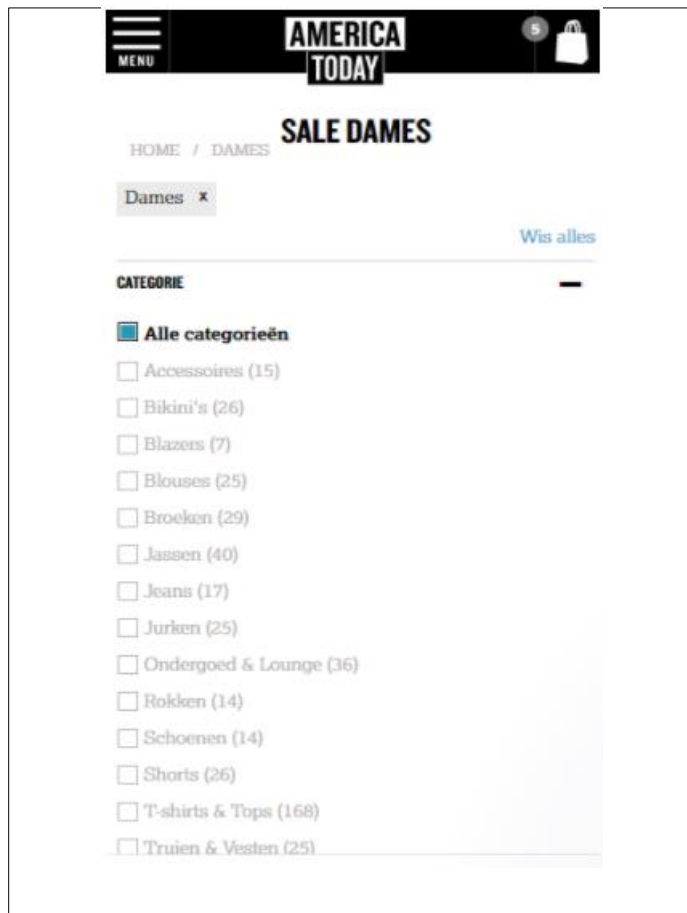 MENU
AMERICA
TODAY
5
SALE DAMES
HOME / DAMES
Dames x
Wis alles
CATEGORIE
Alle categorieën
Accessoires (15)
Bikini's (26)
Blazers (7)
Blouses (25)
Broeken (29)
Jassen (40)
Jeans (17)
Jurken (25)
Ondergoed & Lounge (36)
Rokken (14)
Schoenen (14)
Shorts (26)
T-shirts & Tops (168)
Truien & Vesten (25)